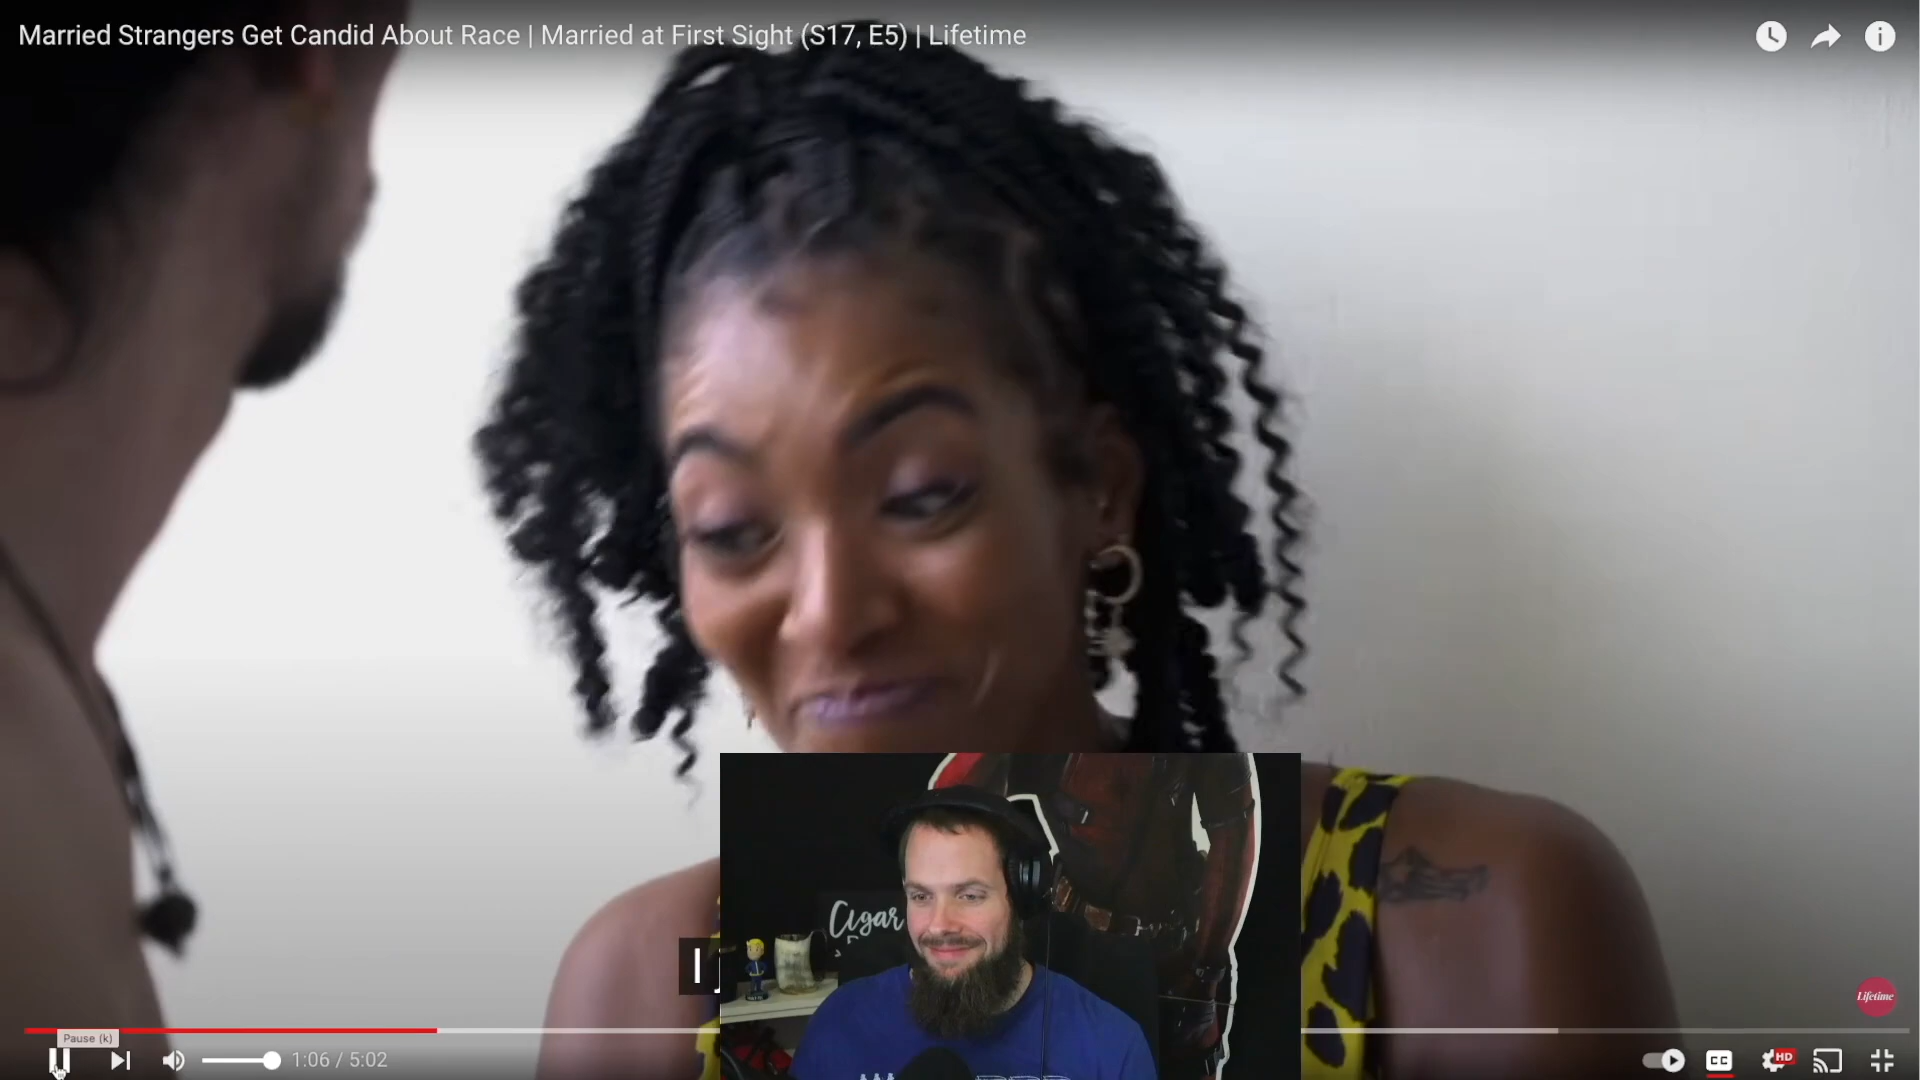 Married Strangers Get Candid About Race | Married at First Sight (S17, E5) | Lifetime
Cigar
I
Lifetime
Pause (k)
1:06 / 5:02
CC
HD